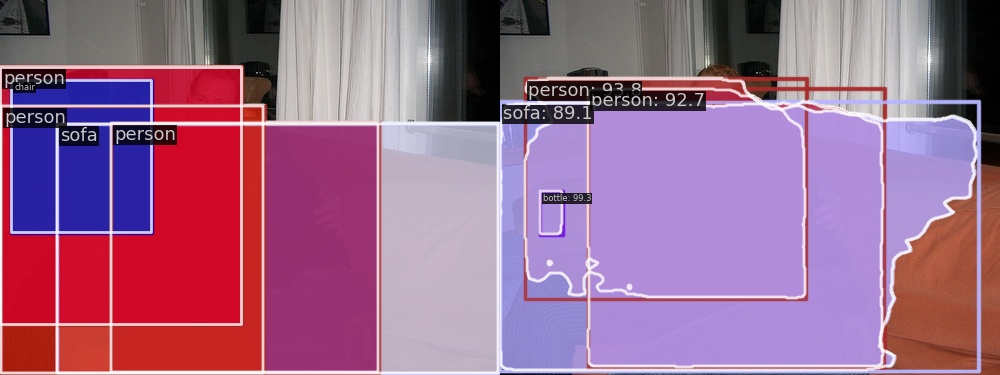 person
chair
person
sofa
person
person: 93.8
person: 92.7
sofa: 89.1
bottle: 99.3